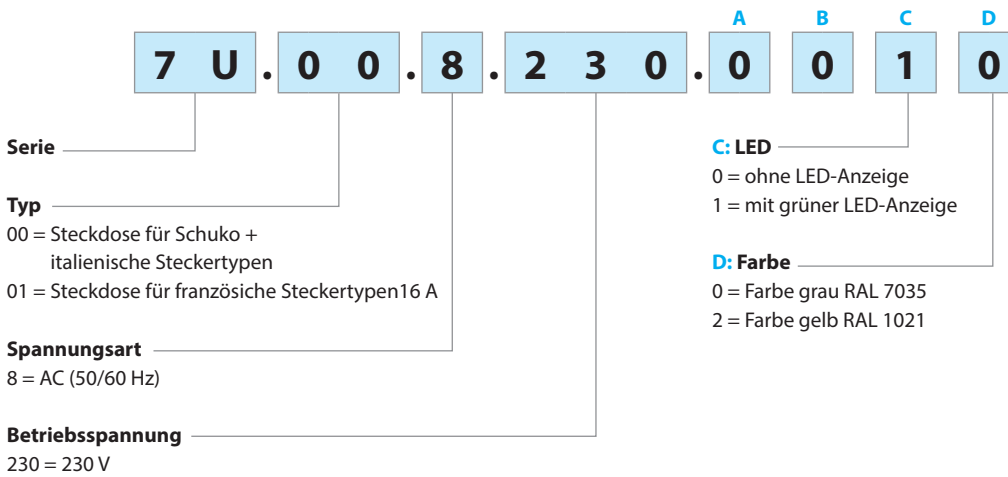 A B C D
7 U . 0 0 . 8 . 2 3 0 . 0 0 1 0
Serie
Typ
00 = Steckdose für Schuko +
italienische Steckertypen
01 = Steckdose für französiche Steckertypen16 A
Spannungsart
8 = AC (50/60 Hz)
Betriebsspannung
230 = 230 V
C: LED
0 = ohne LED-Anzeige
1 = mit grüner LED-Anzeige
D: Farbe
0 = Farbe grau RAL 7035
2 = Farbe gelb RAL 1021